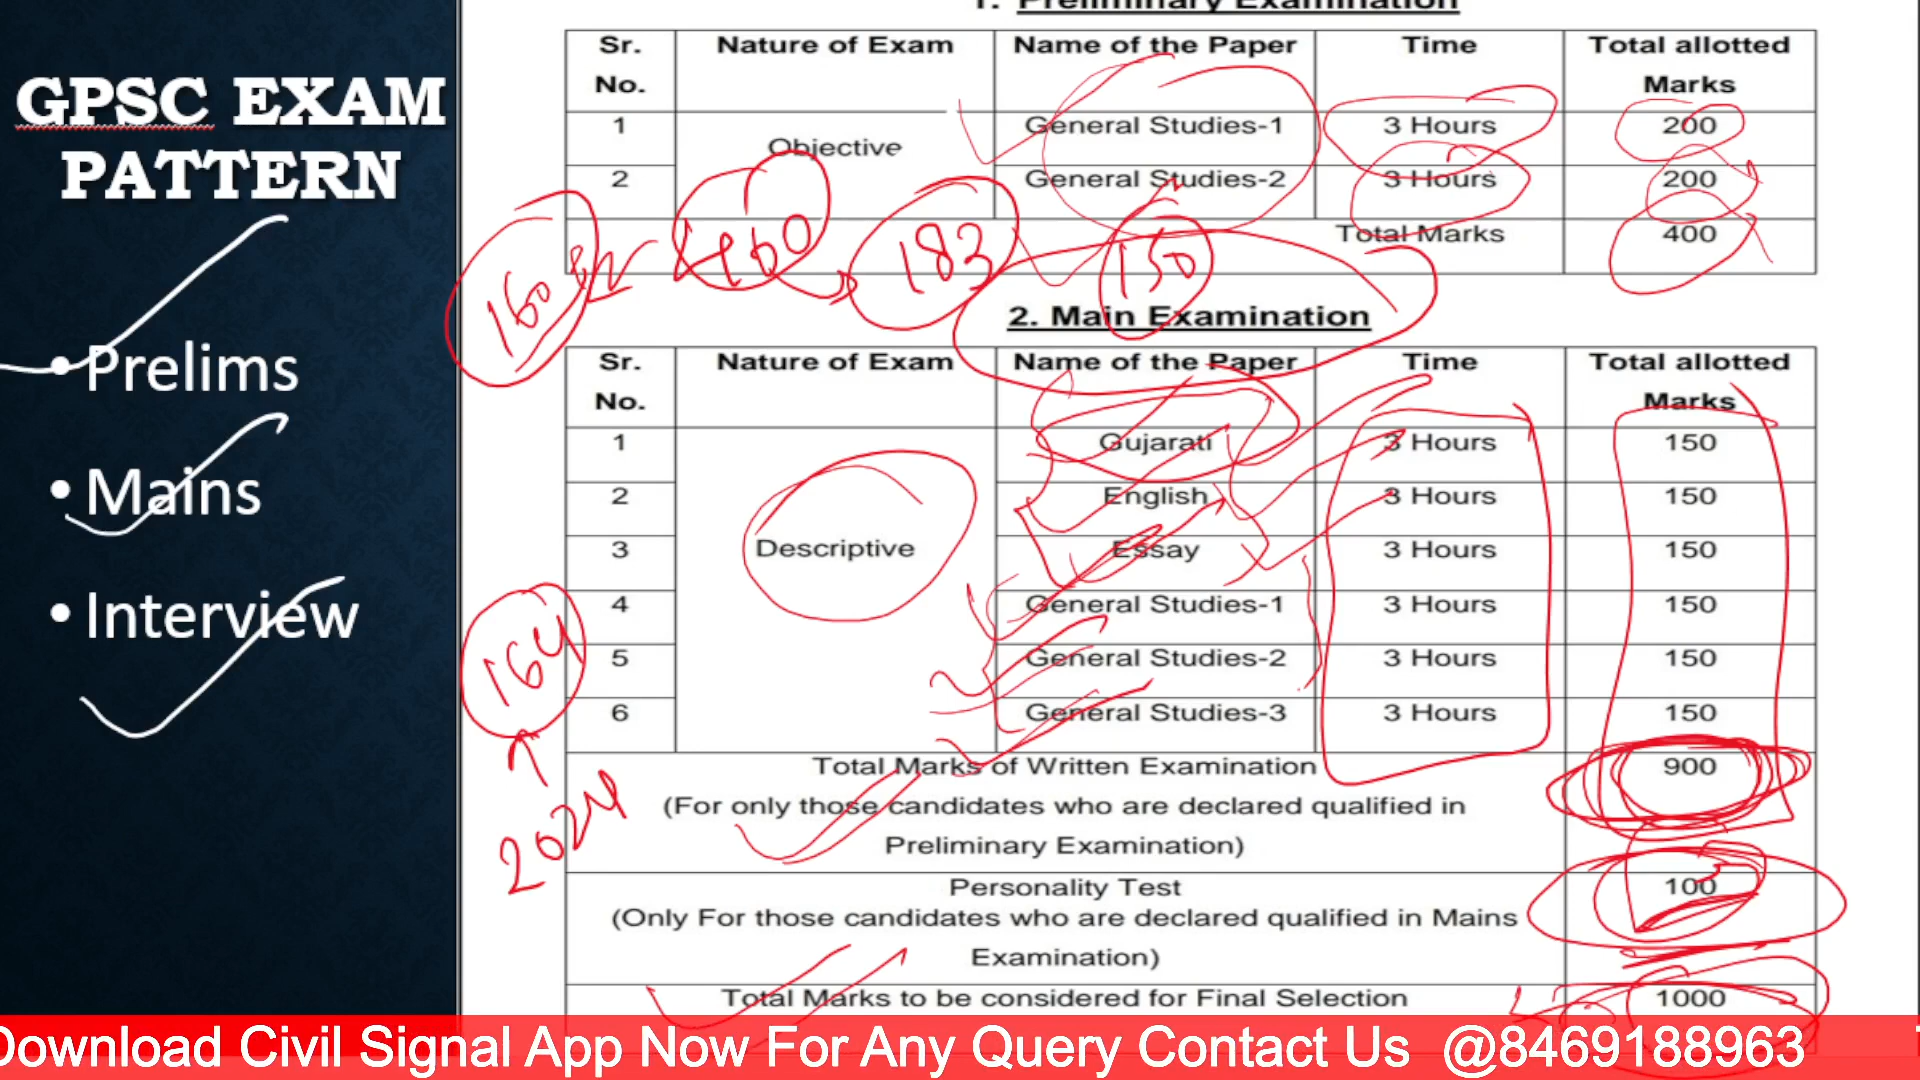 GPSC EXAM
PATTERN
• Prelims
• Mains
• Interview
1. Preliminary Examination
Sr. No. Nature of Exam Name of the Paper Time Total allotted Marks
1 Objective General Studies-1 3 Hours 200
2 General Studies-2 3 Hours 200
Total Marks 400
160
160
183
150
2. Main Examination
Sr. No. Nature of Exam Name of the Paper Time Total allotted Marks
1 Gujarati 3 Hours 150
2 English 3 Hours 150
3 Descriptive Essay 3 Hours 150
4 General Studies-1 3 Hours 150
5 General Studies-2 3 Hours 150
6 General Studies-3 3 Hours 150
164
2024
Total Marks of Written Examination 900
(For only those candidates who are declared qualified in
Preliminary Examination)
Personality Test 100
(Only For those candidates who are declared qualified in Mains
Examination)
Total Marks to be considered for Final Selection 1000
Download Civil Signal App Now For Any Query Contact Us @8469188963